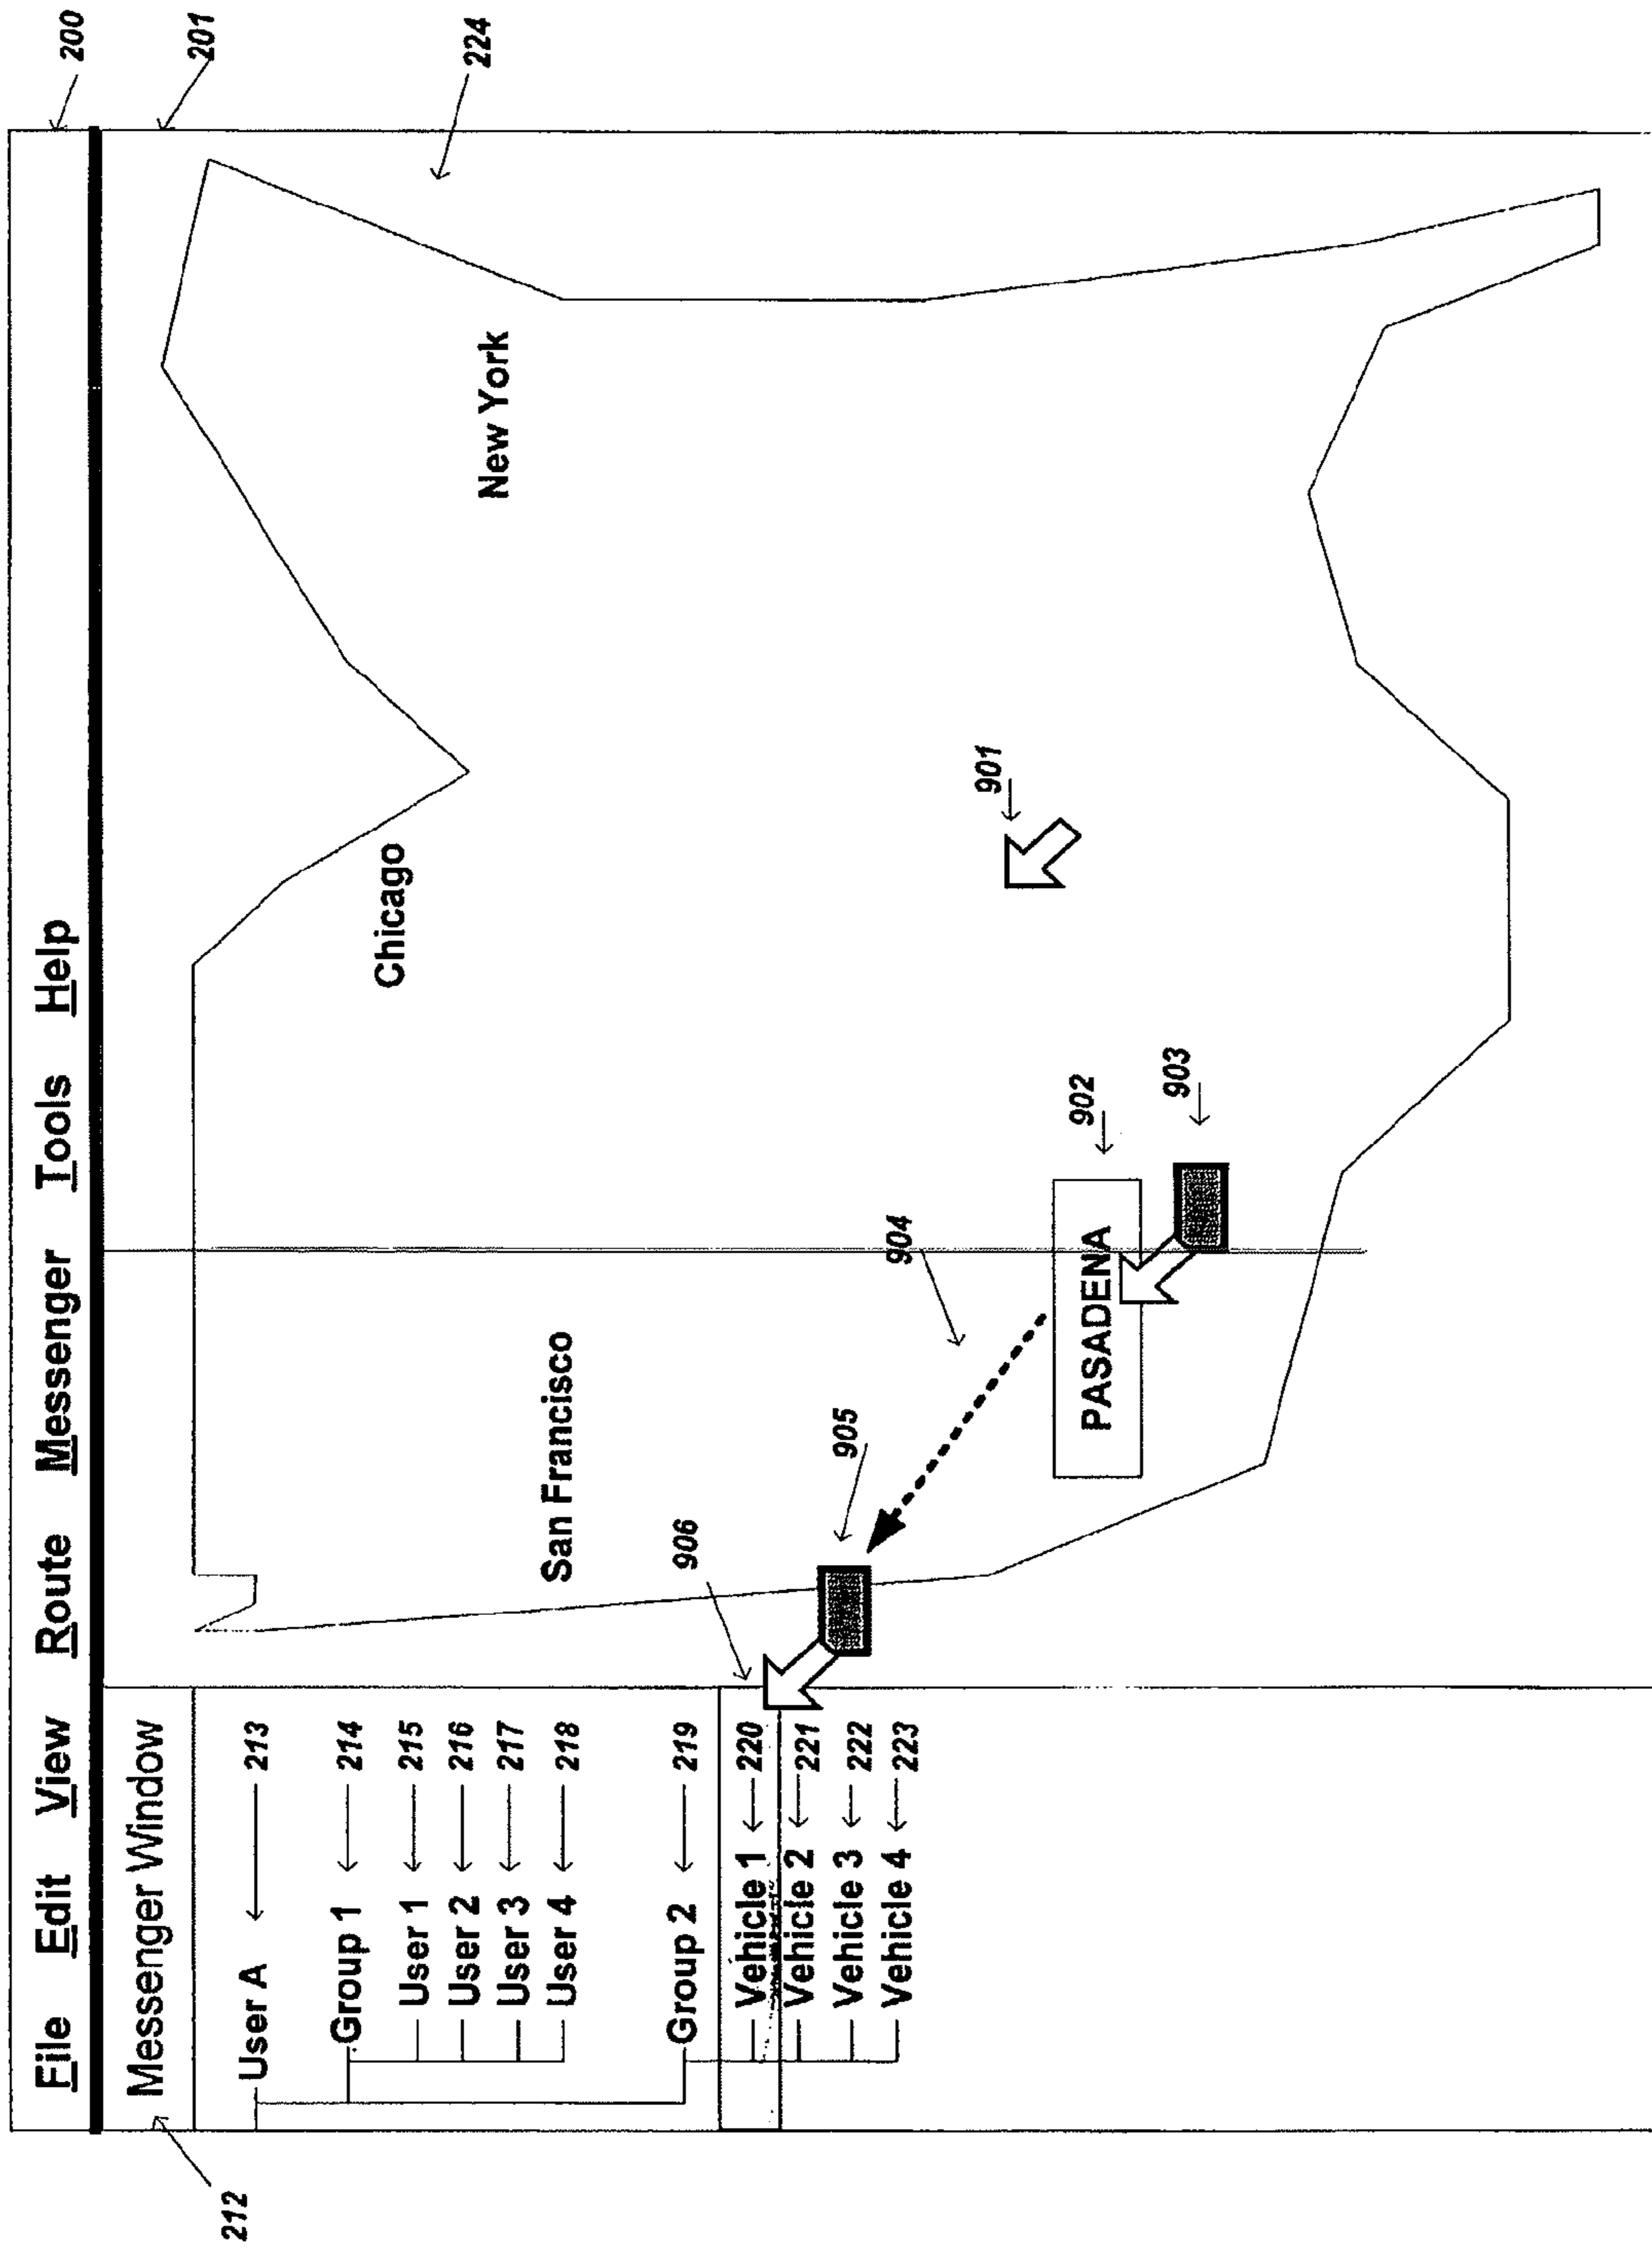 File Edit View Route Messenger Tools Help
200
Messenger Window
201
212
224
User A
213
Group 1
214
User 1
215
User 2
216
User 3
217
User 4
218
Group 2
219
Vehicle 1
220
Vehicle 2
221
Vehicle 3
222
Vehicle 4
223
Chicago
New York
San Francisco
906
905
904
901
PASADENA
902
903